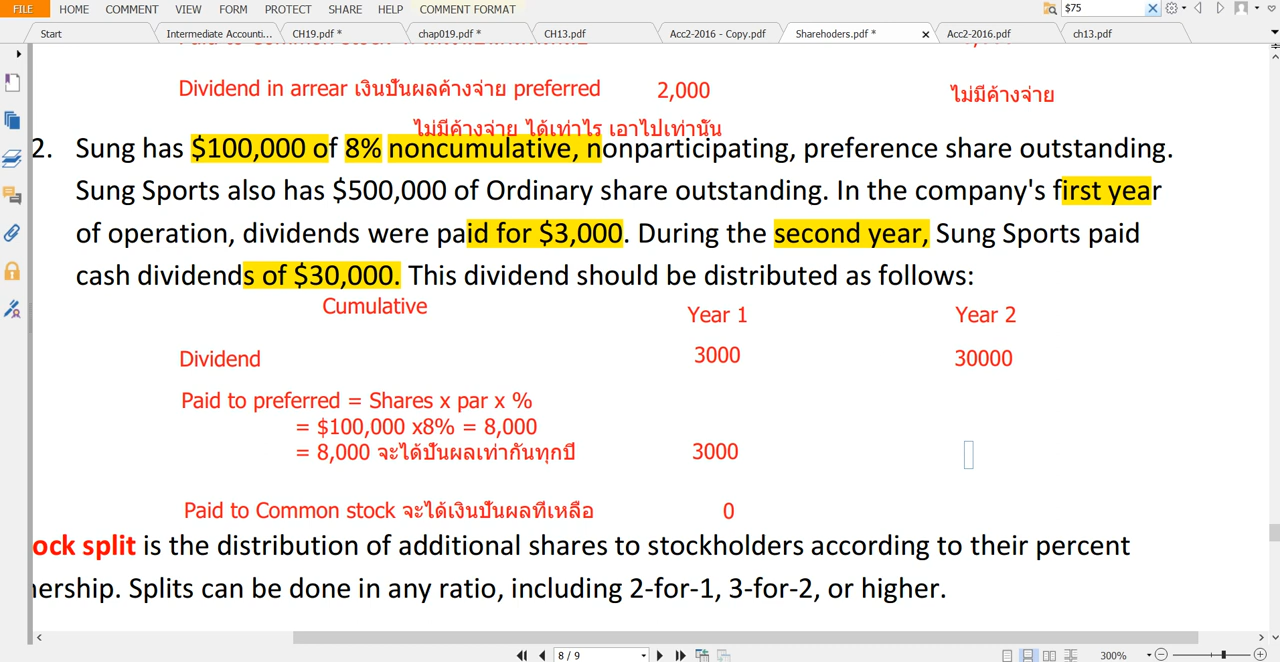 FILE HOME COMMENT VIEW FORM PROTECT SHARE HELP COMMENT FORMAT $75
Start Intermediate Accounti... CH19.pdf * chap019.pdf * CH13.pdf Acc2-2016 - Copy.pdf Shareholders.pdf * Acc2-2016.pdf ch13.pdf
Dividend in arrear เงินปันผลค้างจ่าย preferred 2,000 ไม่มีค้างจ่าย
ไม่มีค้างจ่าย ได้เท่าไร เอาไปเท่านั้น
2. Sung has $100,000 of 8% noncumulative, nonparticipating, preference share outstanding.
Sung Sports also has $500,000 of Ordinary share outstanding. In the company's first year
of operation, dividends were paid for $3,000. During the second year, Sung Sports paid
cash dividends of $30,000. This dividend should be distributed as follows:
Cumulative
Year 1 Year 2
Dividend 3000 30000
Paid to preferred = Shares x par x %
= $100,000 x8% = 8,000
= 8,000 จะได้ปันผลเท่ากันทุกปี 3000
Paid to Common stock จะได้เงินปันผลที่เหลือ 0
ock split is the distribution of additional shares to stockholders according to their percent
nership. Splits can be done in any ratio, including 2-for-1, 3-for-2, or higher.
8 / 9 300%